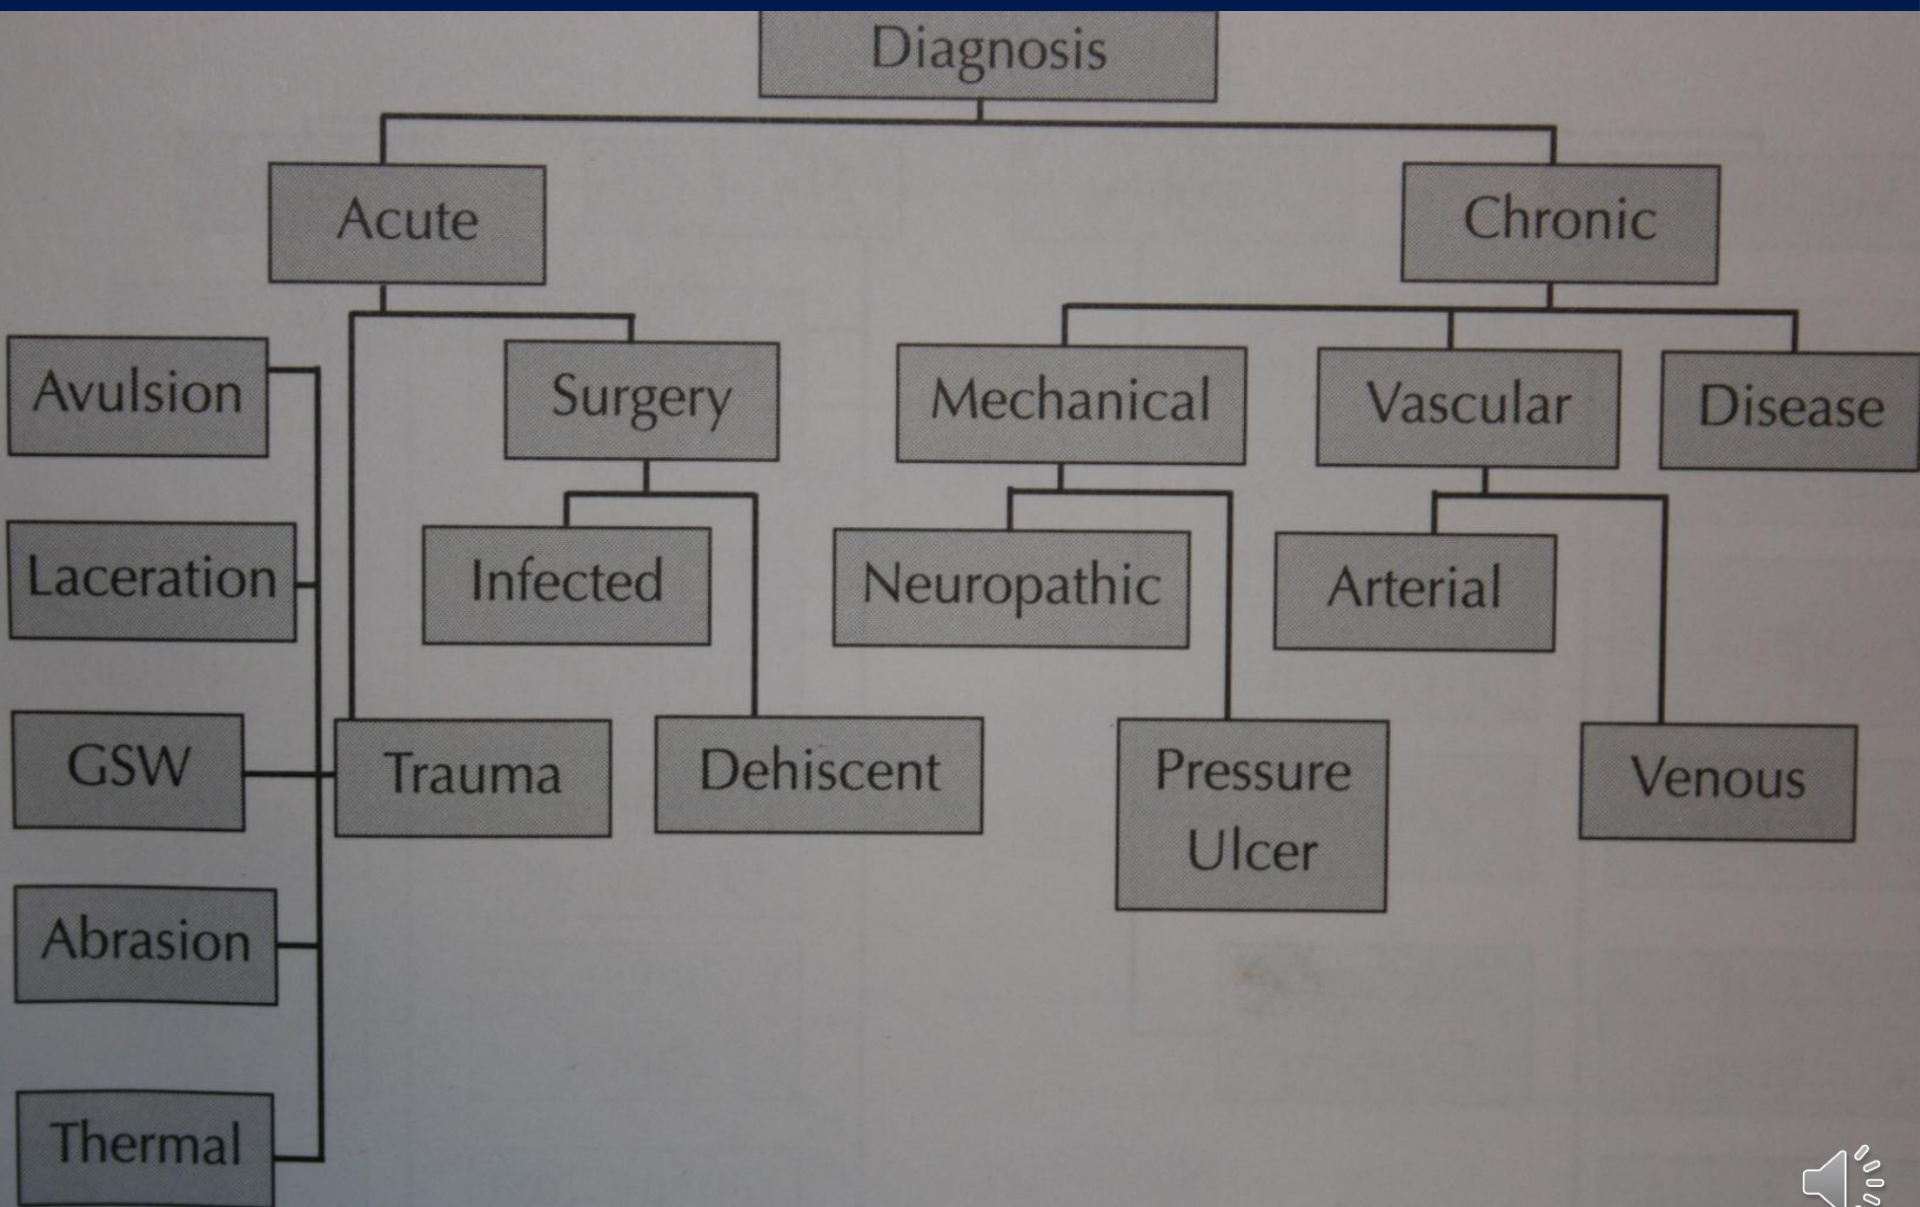 Diagnosis
Acute
Chronic
Avulsion
Surgery
Mechanical
Vascular
Disease
Laceration
Infected
Neuropathic
Arterial
GSW
Trauma
Dehiscent
Pressure
Ulcer
Venous
Abrasion
Thermal